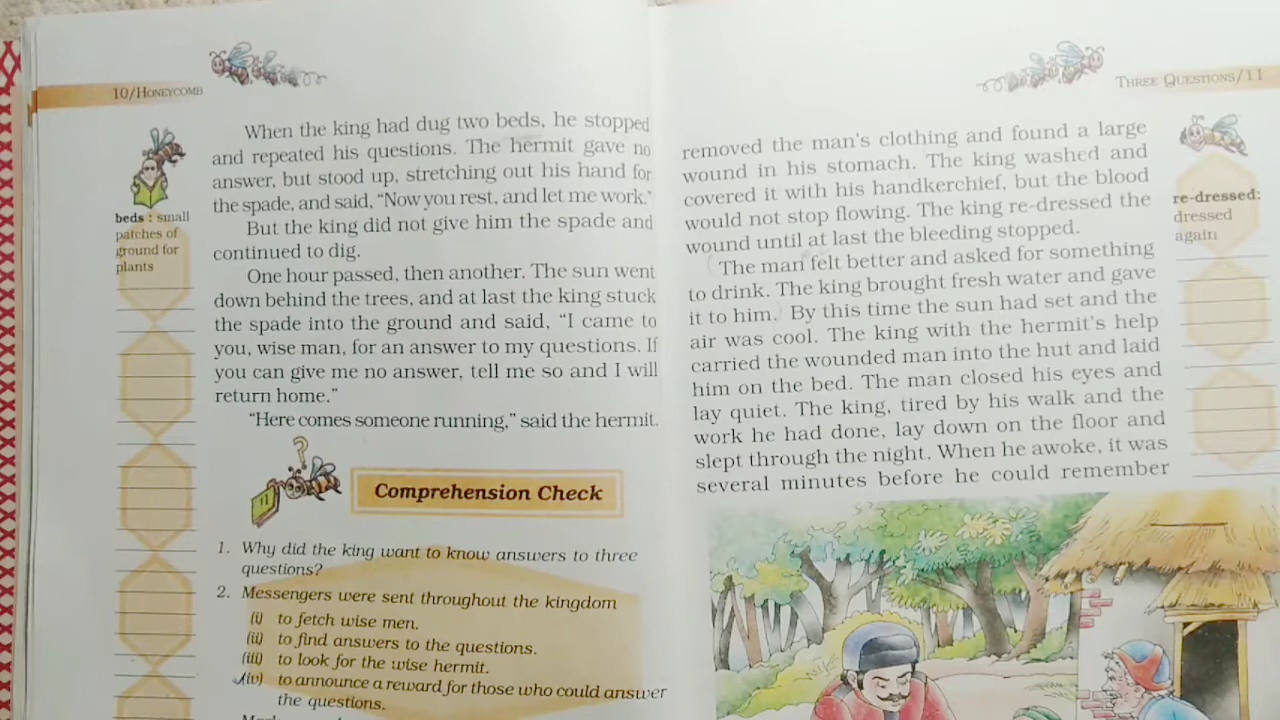 10/HONEYCOMB
When the king had dug two beds, he stopped
and repeated his questions. The hermit gave no
answer, but stood up, stretching out his hand for
the spade, and said, “Now you rest, and let me work.”
But the king did not give him the spade and
continued to dig.
One hour passed, then another. The sun went
down behind the trees, and at last the king stuck
the spade into the ground and said, “I came to
you, wise man, for an answer to my questions. If
you can give me no answer, tell me so and I will
return home.”
“Here comes someone running,” said the hermit.
beds : small
patches of
ground for
plants
?
Comprehension Check
1. Why did the king want to know answers to three
questions?
2. Messengers were sent throughout the kingdom
(i) to fetch wise men.
(ii) to find answers to the questions.
(iii) to look for the wise hermit.
(iv) to announce a reward for those who could answer
the questions.
THREE QUESTIONS/11
removed the man's clothing and found a large
wound in his stomach. The king washed and
covered it with his handkerchief, but the blood
would not stop flowing. The king re-dressed the
wound until at last the bleeding stopped.
The man felt better and asked for something
to drink. The king brought fresh water and gave
it to him. By this time the sun had set and the
air was cool. The king with the hermit's help
carried the wounded man into the hut and laid
him on the bed. The man closed his eyes and
lay quiet. The king, tired by his walk and the
work he had done, lay down on the floor and
slept through the night. When he awoke, it was
several minutes before he could remember
re-dressed:
dressed
again